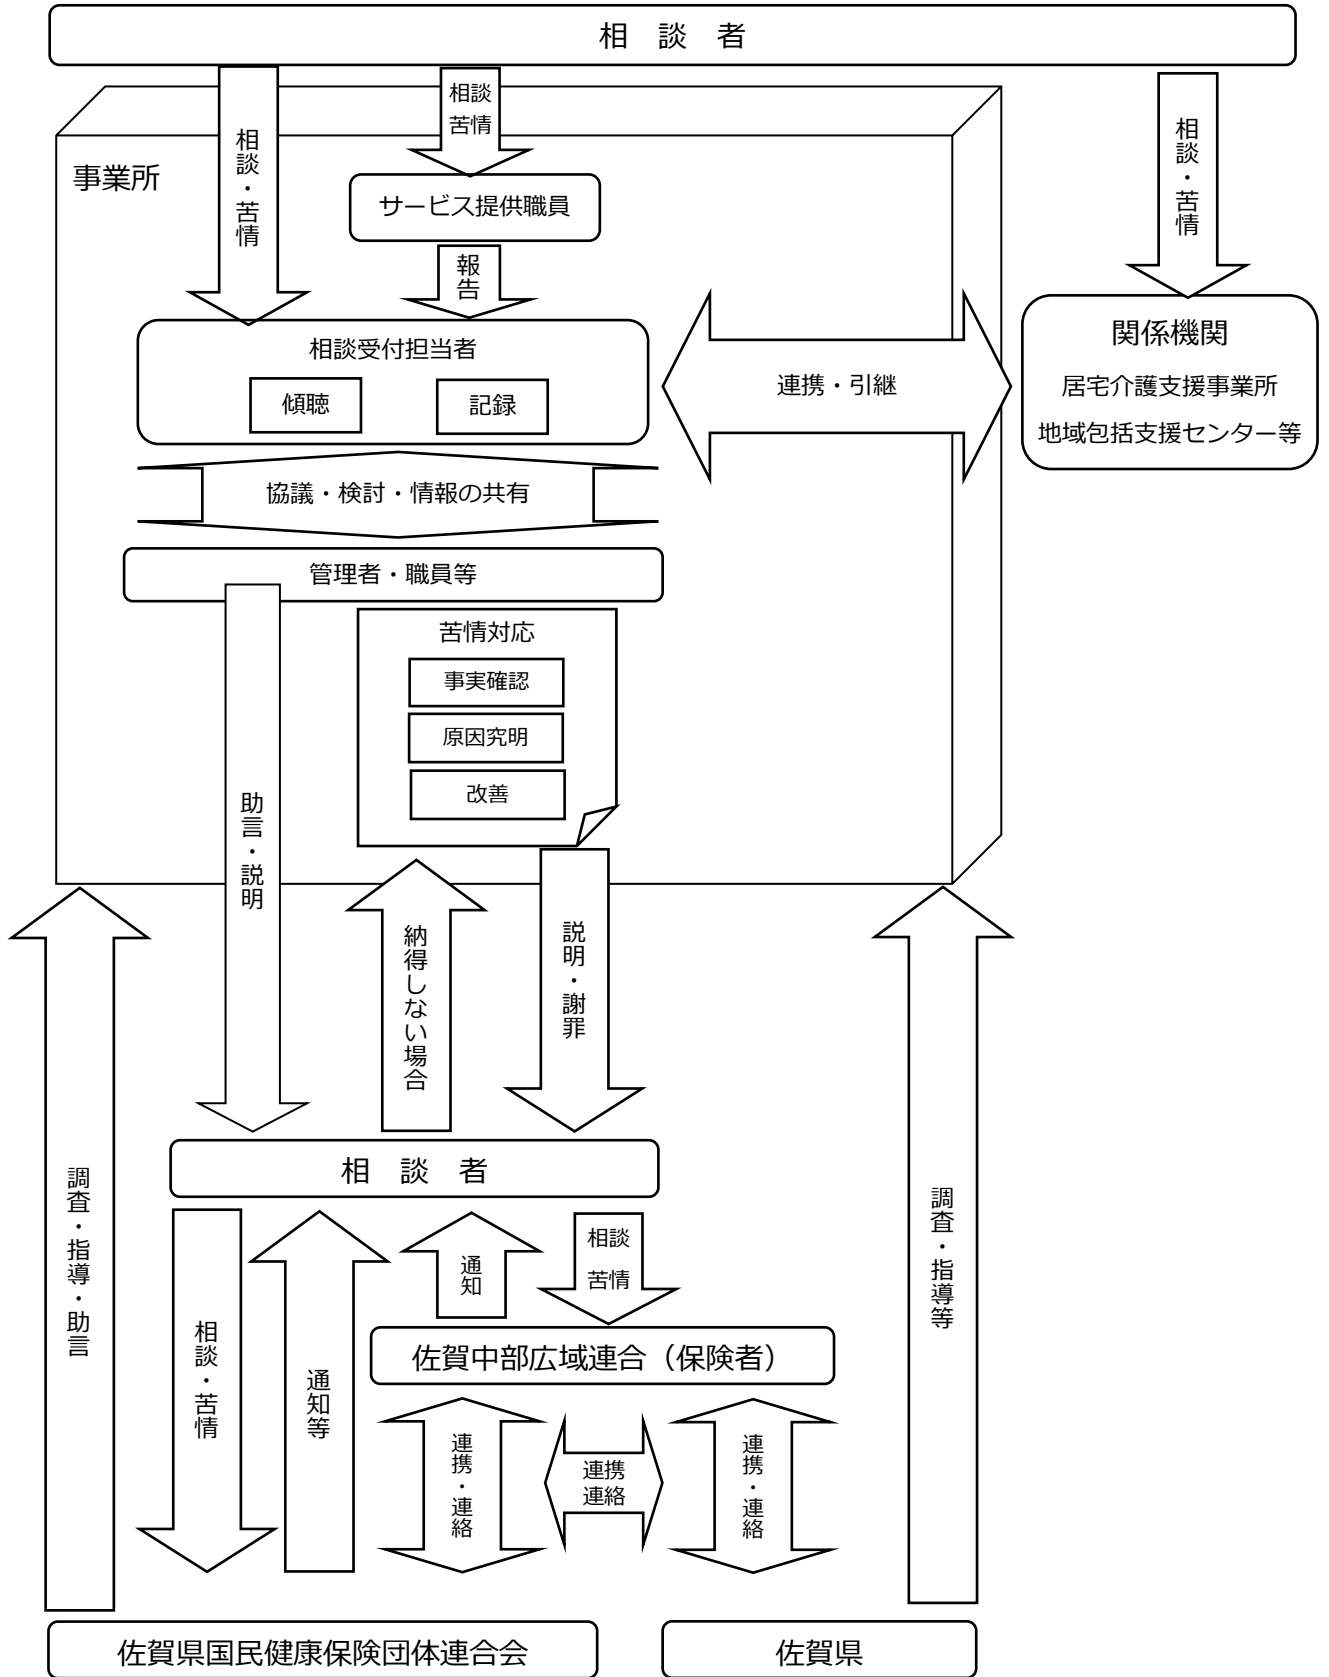 相　談　者
事業所
相談・苦情
相談
苦情
相談・苦情
サービス提供職員
報告
相談受付担当者
傾聴
記録
連携・引継
関係機関
居宅介護支援事業所
地域包括支援センター等
協議・検討・情報の共有
管理者・職員等
苦情対応
事実確認
原因究明
改善
助言・説明
納得しない場合
説明・謝罪
相　談　者
調査・指導・助言
調査・指導等
相談・苦情
通知等
通知
相談
苦情
佐賀中部広域連合（保険者）
連携・連絡
連携
連絡
連携・連絡
佐賀県国民健康保険団体連合会
佐賀県